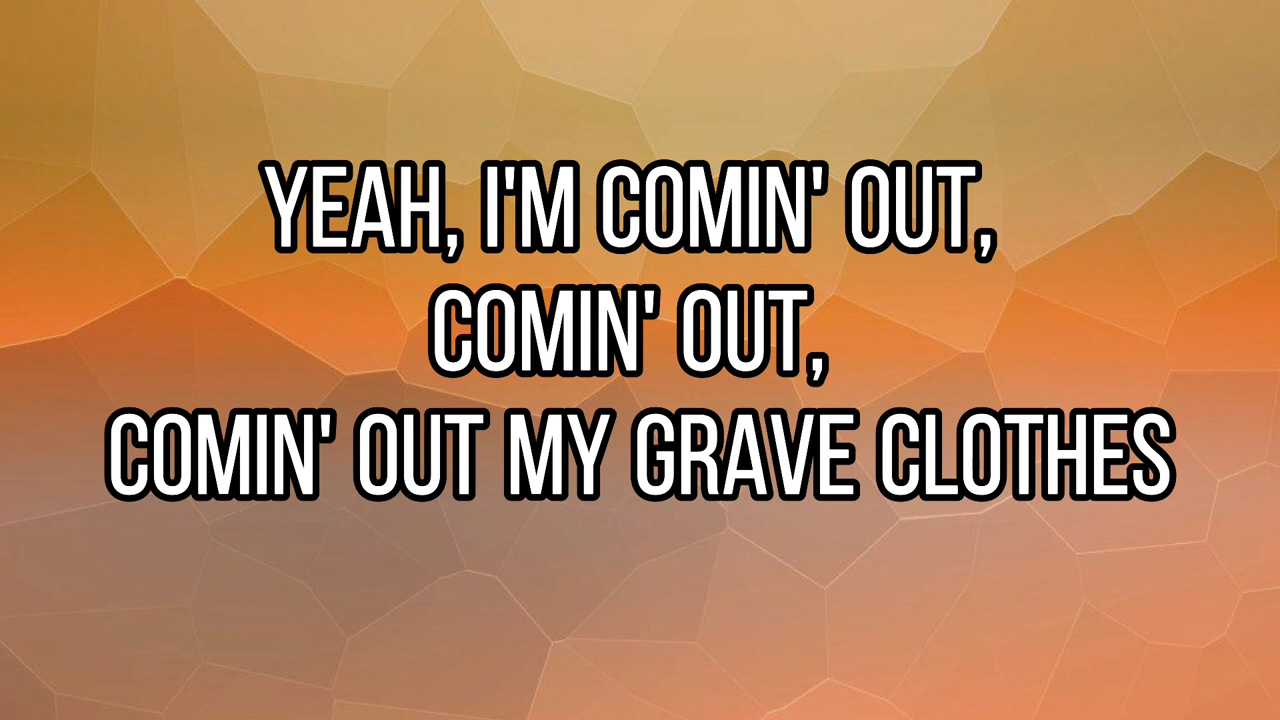 YEAH, I'M COMIN' OUT,
COMIN' OUT,
COMIN' OUT MY GRAVE CLOTHES